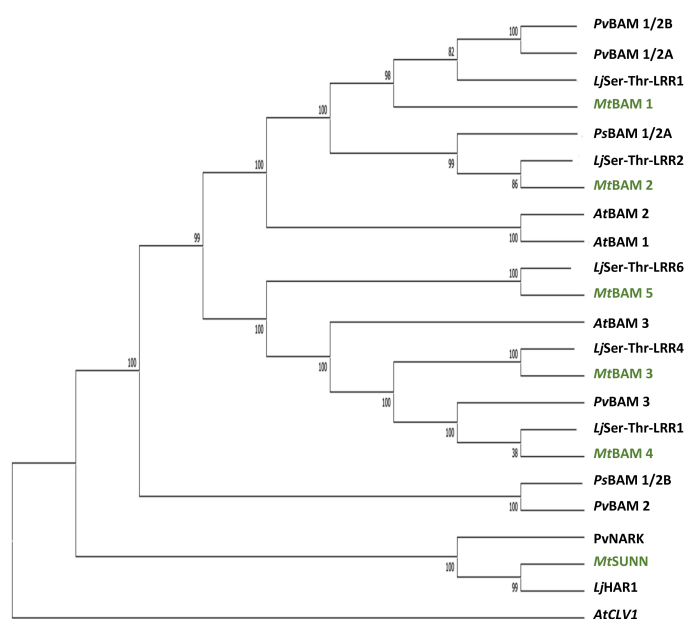 100
PvBAM 1/2B
82
PvBAM 1/2A
98
LjSer-Thr-LRR1
100
MtBAM 1
PsBAM 1/2A
100
99
LjSer-Thr-LRR2
86
MtBAM 2
AtBAM 2
99
100
AtBAM 1
100
LjSer-Thr-LRR6
MtBAM 5
100
AtBAM 3
100
100
LjSer-Thr-LRR4
100
MtBAM 3
100
PvBAM 3
100
LjSer-Thr-LRR1
38
MtBAM 4
PsBAM 1/2B
100
PvBAM 2
PvNARK
100
MtSUNN
99
LjHAR1
AtCLV1